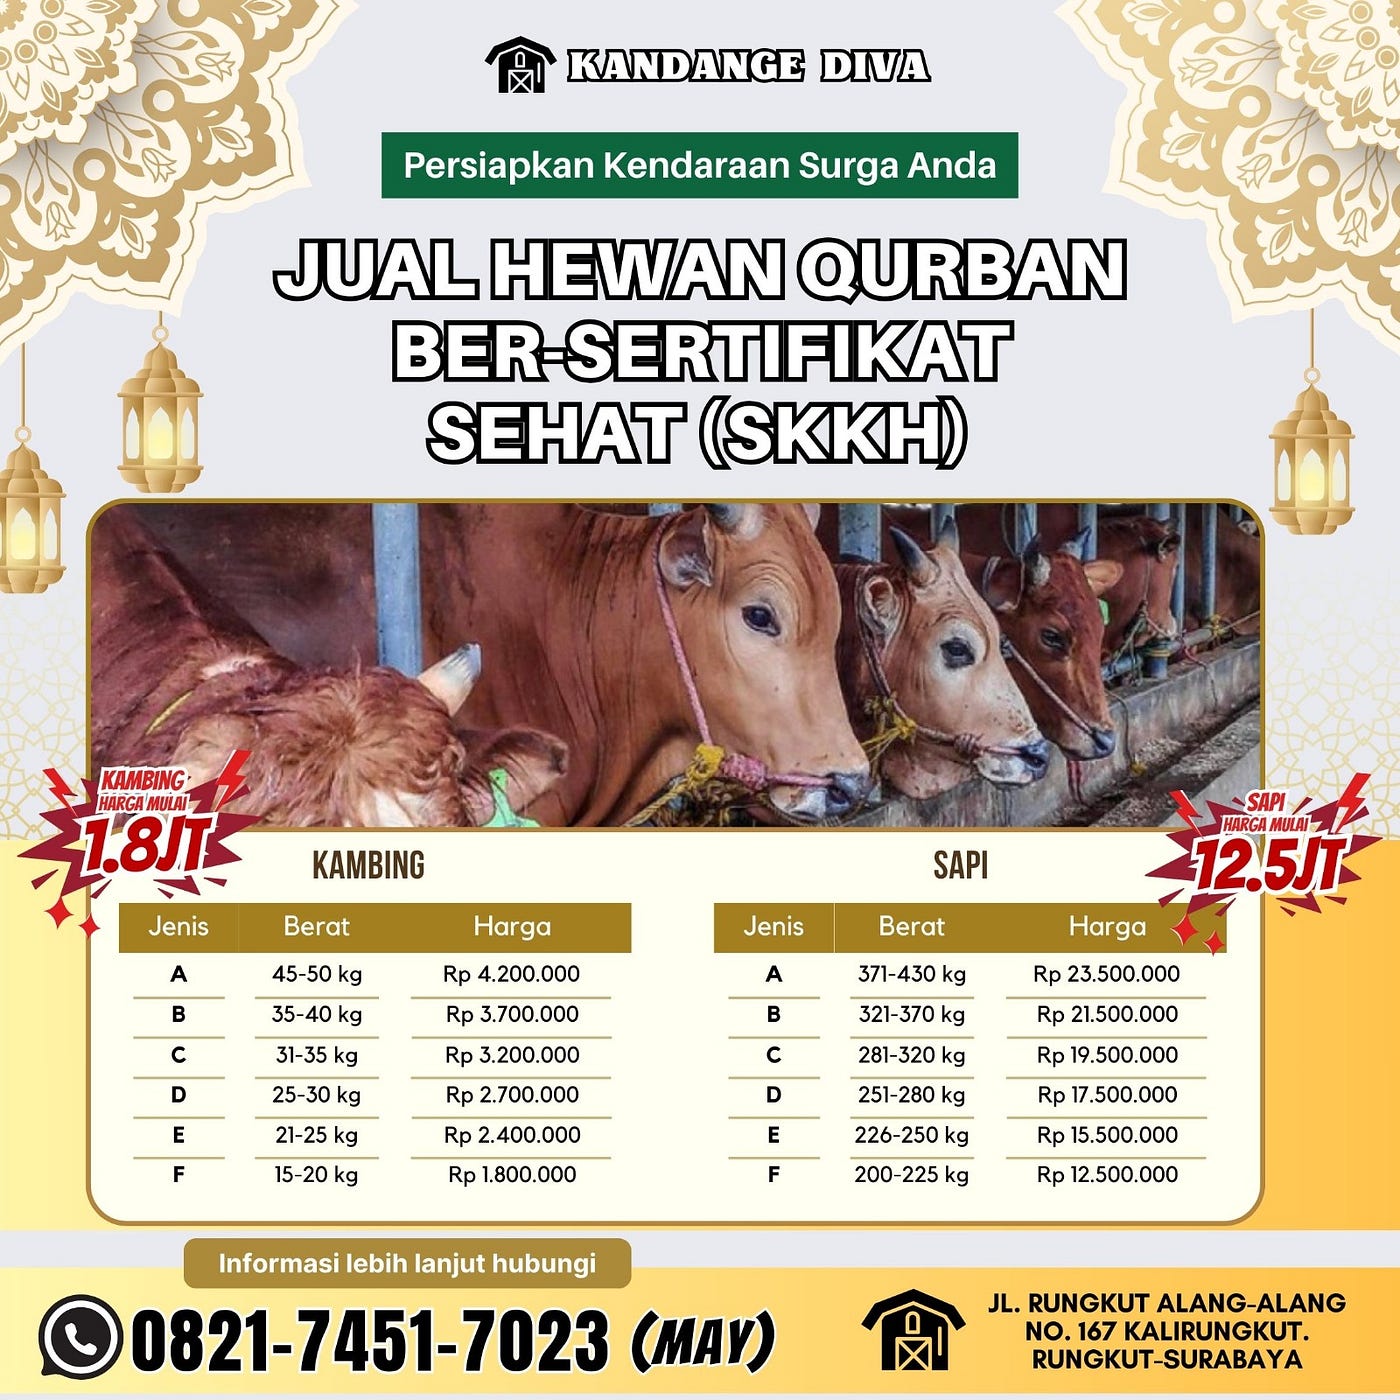 KANDANGE DIVA
Persiapkan Kendaraan Surga Anda
JUAL HEWAN QURBAN
BER-SERTIFIKAT
SEHAT (SKKH)
KAMBING
HARGA MULAI
1.8JT
SAPI
HARGA MULAI
12.5JT
KAMBING
Jenis Berat Harga
A 45-50 kg Rp 4.200.000
B 35-40 kg Rp 3.700.000
C 31-35 kg Rp 3.200.000
D 25-30 kg Rp 2.700.000
E 21-25 kg Rp 2.400.000
F 15-20 kg Rp 1.800.000
SAPI
Jenis Berat Harga
A 371-430 kg Rp 23.500.000
B 321-370 kg Rp 21.500.000
C 281-320 kg Rp 19.500.000
D 251-280 kg Rp 17.500.000
E 226-250 kg Rp 15.500.000
F 200-225 kg Rp 12.500.000
Informasi lebih lanjut hubungi
0821-7451-7023 (MAY)
JL. RUNGKUT ALANG-ALANG
NO. 167 KALIRUNGKUT.
RUNGKUT-SURABAYA